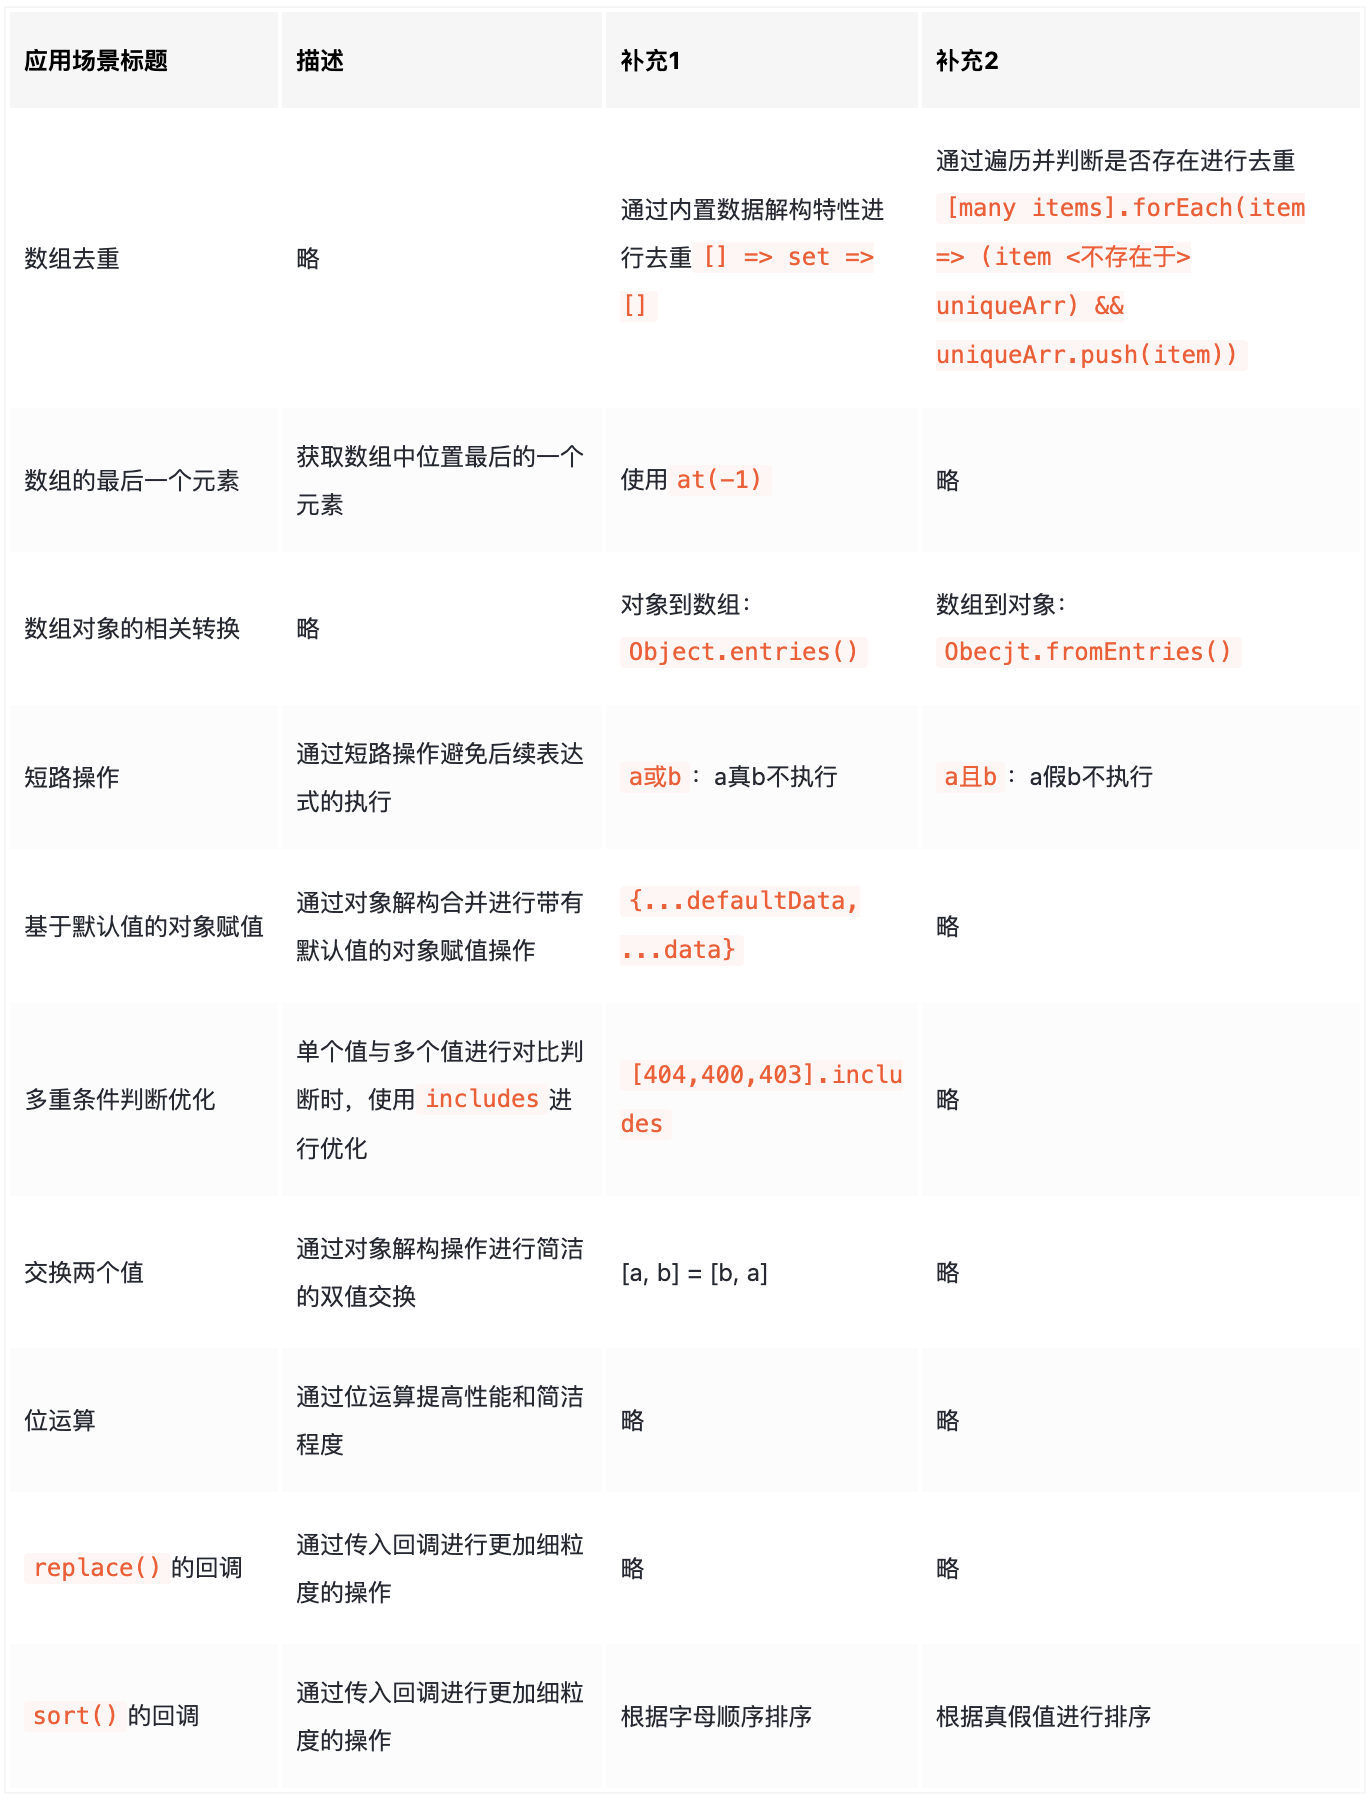 应用场景标题
描述
补充1
补充2
数组去重
略
通过内置数据解构特性进
行去重 [] => set =>
[]
通过遍历并判断是否存在进行去重
[many items].forEach(item
=> (item <不存在于>
uniqueArr) &&
uniqueArr.push(item))
数组的最后一个元素
获取数组中位置最后的一个
元素
使用 at(-1)
略
数组对象的相关转换
略
对象到数组：
Object.entries()
数组到对象：
Obecjt.fromEntries()
短路操作
通过短路操作避免后续表达
式的执行
a或b ：a真b不执行
a且b ：a假b不执行
基于默认值的对象赋值
通过对象解构合并进行带有
默认值的对象赋值操作
{...defaultData,
...data}
略
多重条件判断优化
单个值与多个值进行对比判
断时，使用 includes 进
行优化
[404,400,403].inclu
des
略
交换两个值
通过对象解构操作进行简洁
的双值交换
[a, b] = [b, a]
略
位运算
通过位运算提高性能和简洁
程度
略
略
replace() 的回调
通过传入回调进行更加细粒
度的操作
略
略
sort() 的回调
通过传入回调进行更加细粒
度的操作
根据字母顺序排序
根据真假值进行排序